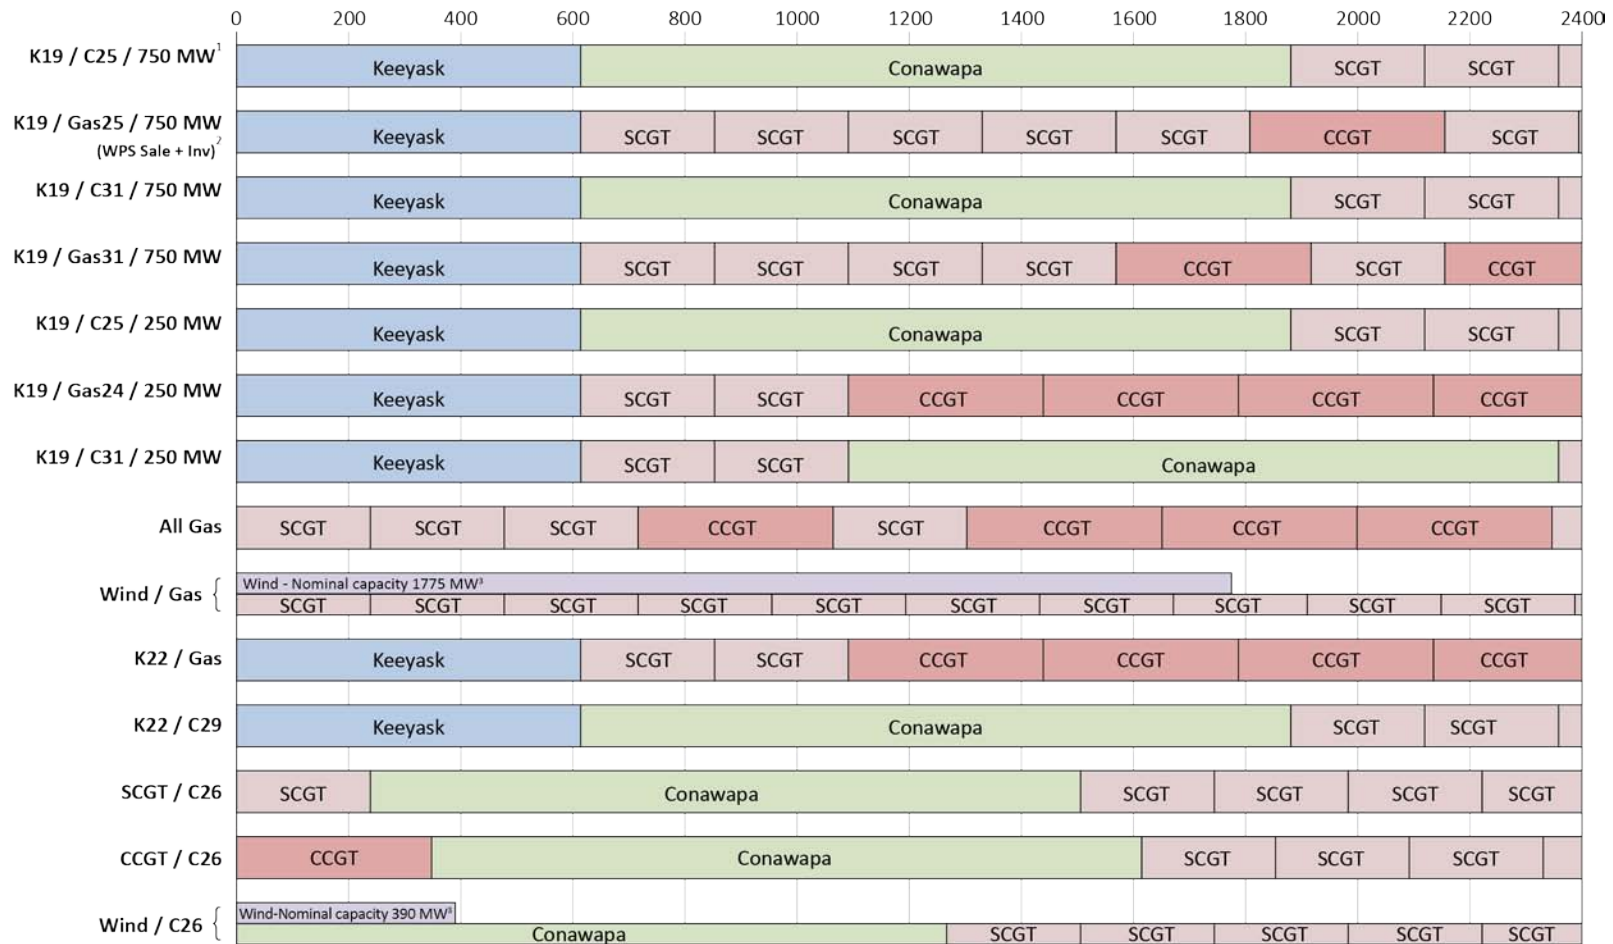 0 200 400 600 800 1000 1200 1400 1600 1800 2000 2200 2400
K19 / C25 / 750 MW¹ Keeyask Conawapa SCGT SCGT
K19 / Gas25 / 750 MW Keeyask SCGT SCGT SCGT SCGT SCGT CCGT SCGT
(WPS Sale + Inv)²
K19 / C31 / 750 MW Keeyask Conawapa SCGT SCGT
K19 / Gas31 / 750 MW Keeyask SCGT SCGT SCGT SCGT CCGT SCGT CCGT
K19 / C25 / 250 MW Keeyask Conawapa SCGT SCGT
K19 / Gas24 / 250 MW Keeyask SCGT SCGT CCGT CCGT CCGT CCGT
K19 / C31 / 250 MW Keeyask SCGT SCGT Conawapa
All Gas SCGT SCGT SCGT CCGT SCGT CCGT CCGT CCGT
Wind - Nominal capacity 1775 MW³
Wind / Gas {
SCGT SCGT SCGT SCGT SCGT SCGT SCGT SCGT SCGT SCGT
K22 / Gas Keeyask SCGT SCGT CCGT CCGT CCGT CCGT
K22 / C29 Keeyask Conawapa SCGT SCGT
SCGT / C26 SCGT Conawapa SCGT SCGT SCGT SCGT
CCGT / C26 CCGT Conawapa SCGT SCGT SCGT
Wind-Nominal capacity 390 MW³
Wind / C26 {
Conawapa SCGT SCGT SCGT SCGT SCGT